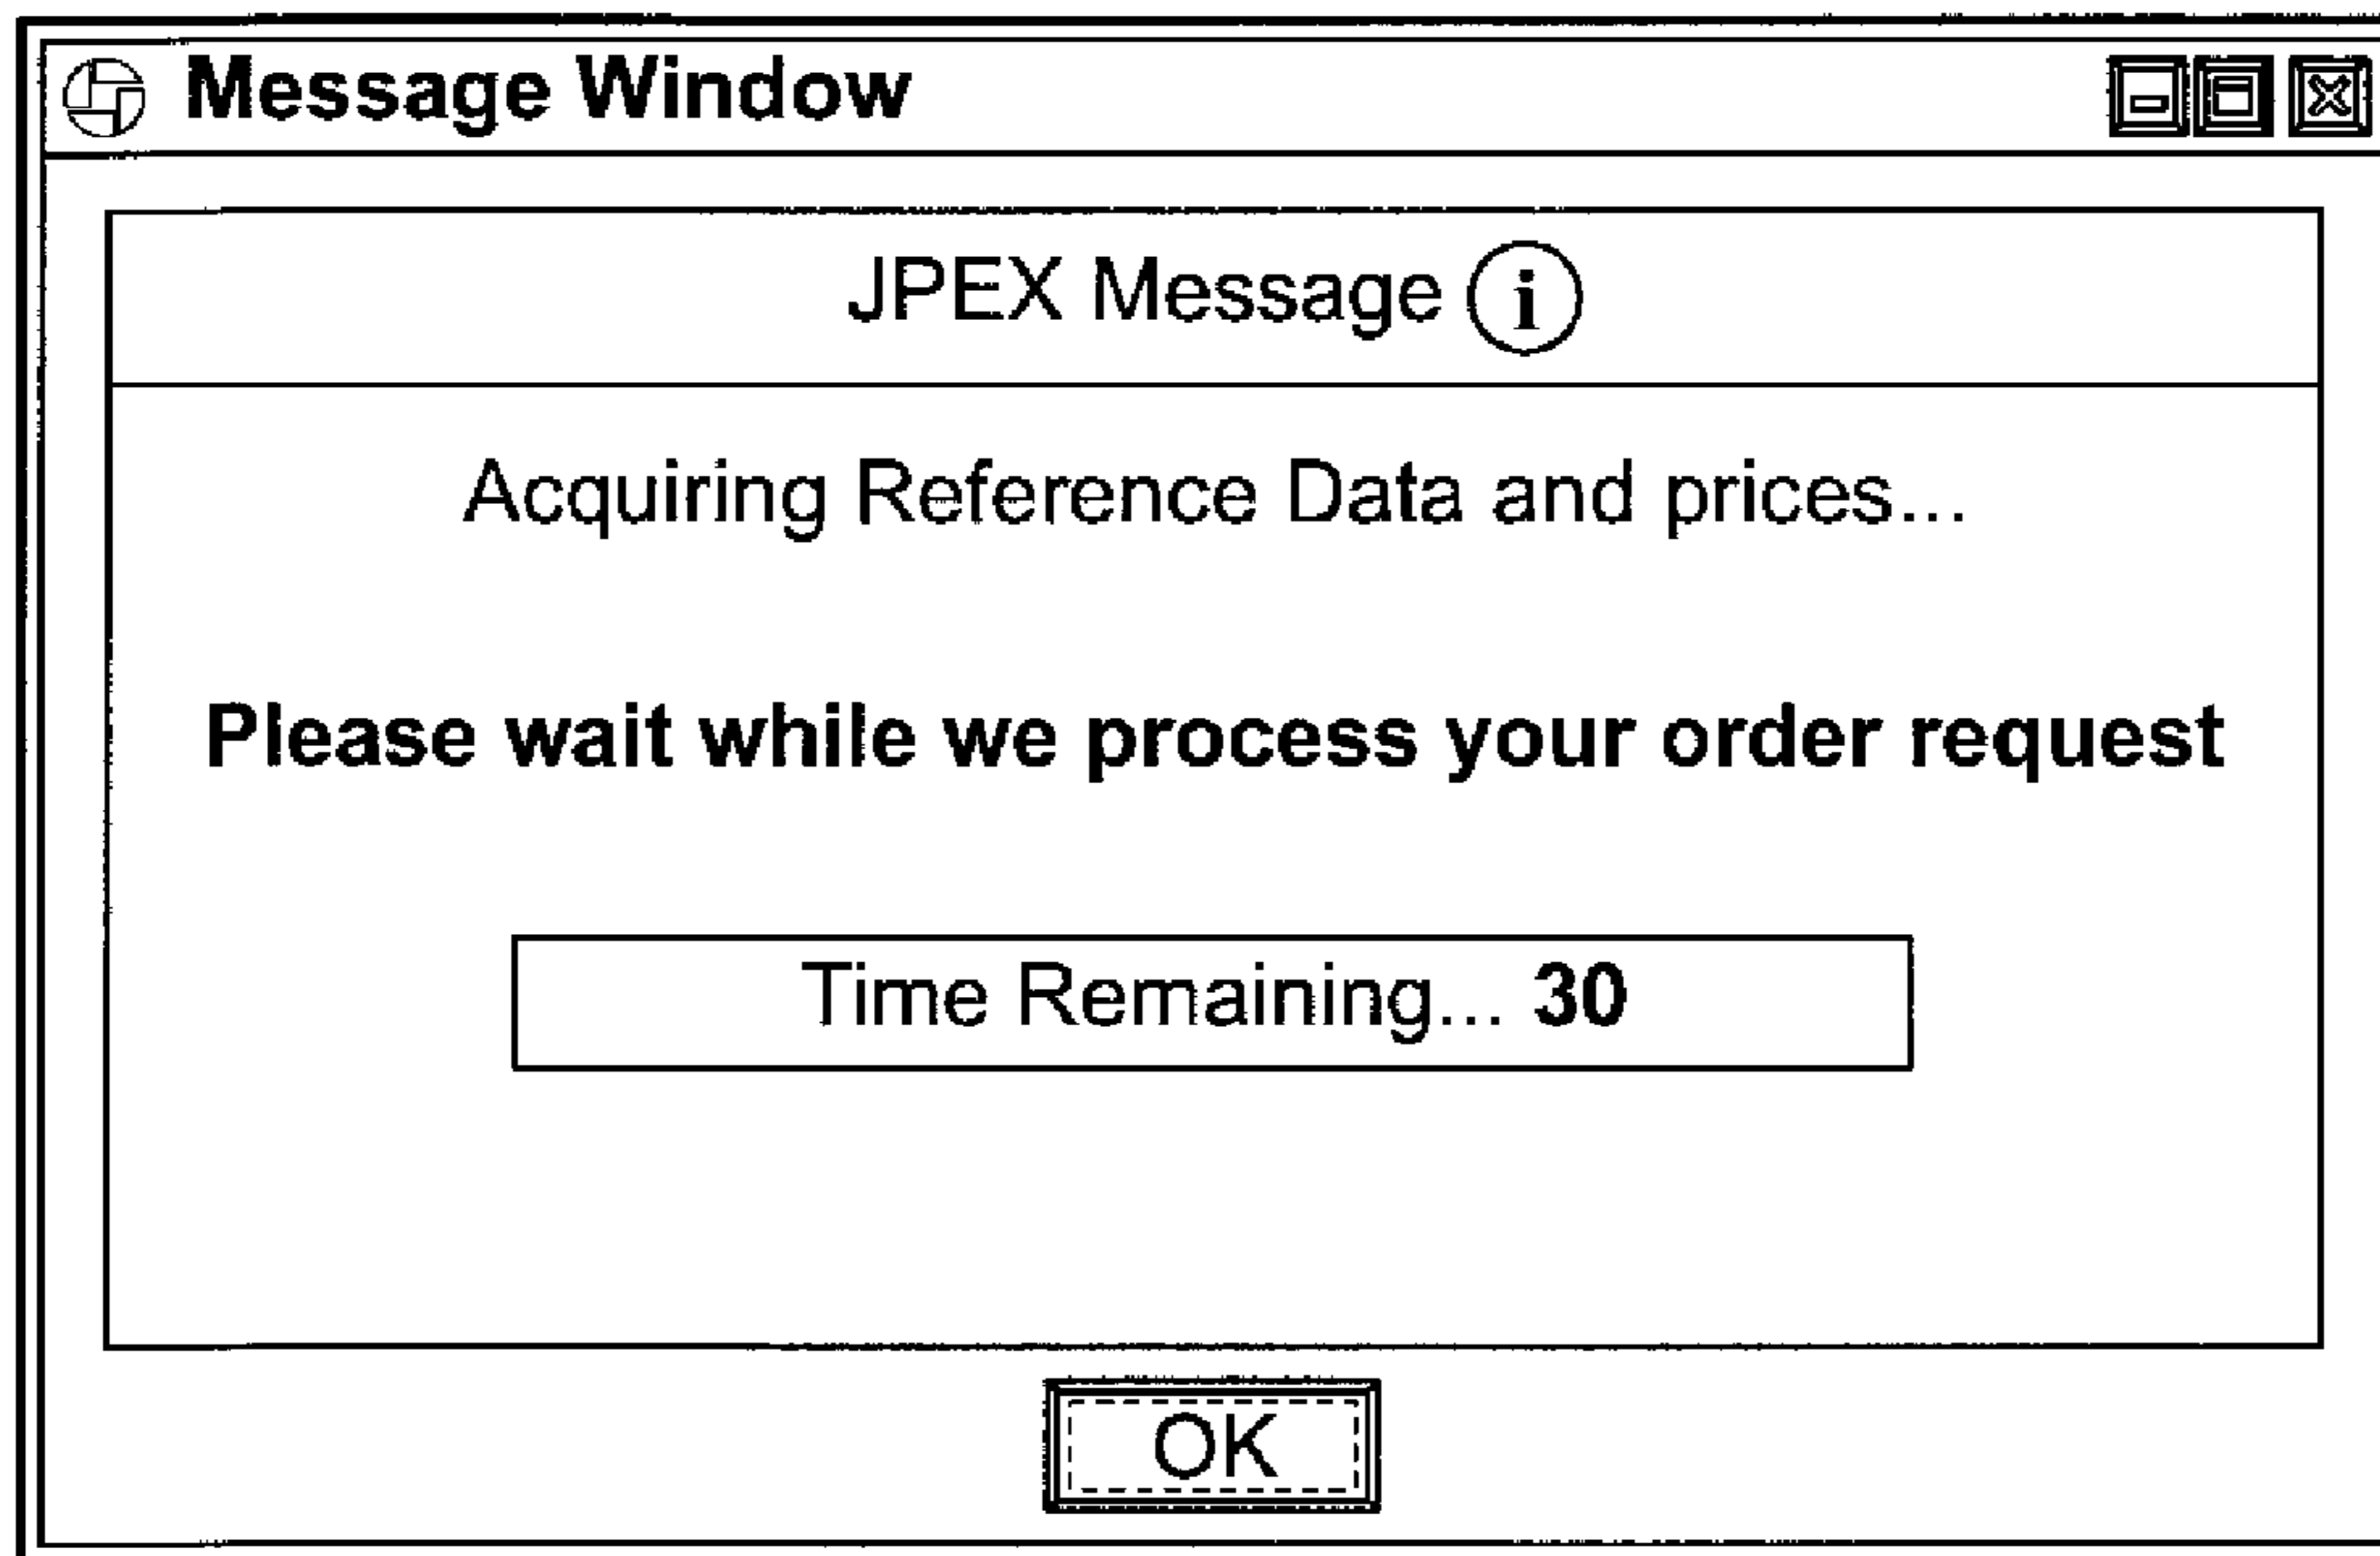 Message Window
JPEX Message i
Acquiring Reference Data and prices...
Please wait while we process your order request
Time Remaining... 30
OK